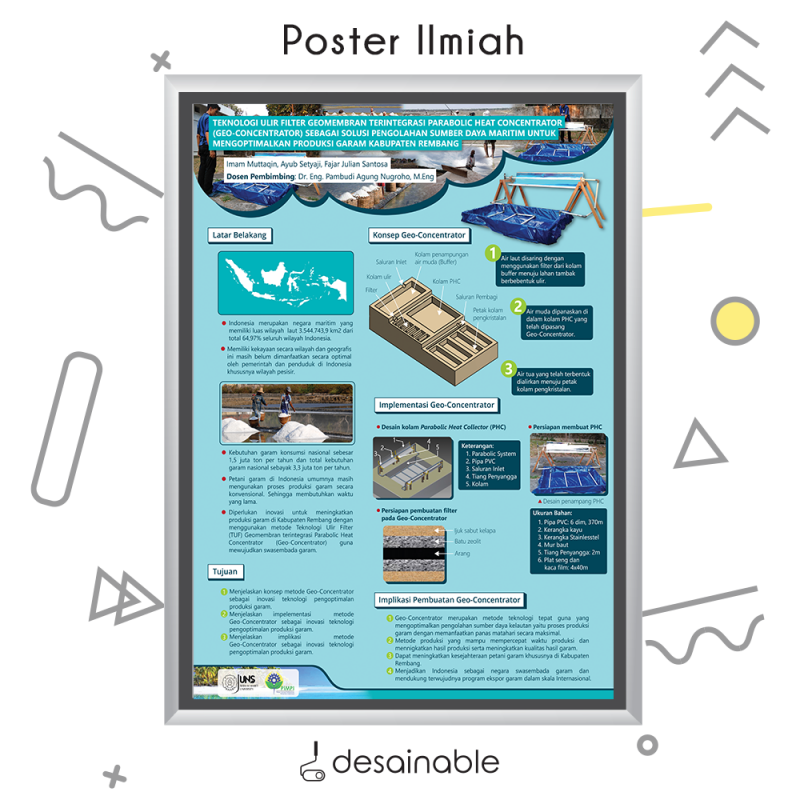 Poster Ilmiah
TEKNOLOGI ULIR FILTER GEOMEMBRAN TERINTEGRASI PARABOLIC HEAT CONCENTRATOR
(GEO-CONCENTRATOR) SEBAGAI SOLUSI PENGOLAHAN SUMBER DAYA MARITIM UNTUK
MENGOPTIMALKAN PRODUKSI GARAM KABUPATEN REMBANG
Imam Muttaqin, Ayub Setyaji, Fajar Julian Santosa
Dosen Pembimbing: Dr. Eng. Pambudi Agung Nugroho, M.Eng
Latar Belakang
Indonesia merupakan negara maritim yang
memiliki luas wilayah laut 3.544.743,9 km2 dari
total 64,97% seluruh wilayah Indonesia.
Memiliki kekayaan secara wilayah dan geografis
ini masih belum dimanfaatkan secara optimal
oleh pemerintah dan penduduk di Indonesia
khususnya wilayah pesisir.
Kebutuhan garam konsumsi nasional sebesar
1,5 juta ton per tahun dan total kebutuhan
garam nasional sebayak 3,3 juta ton per tahun.
Petani garam di Indonesia umumnya masih
mengunakan proses produksi garam secara
konvensional. Sehingga membutuhkan waktu
yang lama.
Diperlukan inovasi untuk meningkatkan
produksi garam di Kabupaten Rembang dengan
menggunakan metode Teknologi Ulir Filter
(TUF) Geomembran terintegrasi Parabolic Heat
Concentrator (Geo-Concentrator) guna
mewujudkan swasembada garam.
Tujuan
1 Menjelaskan konsep metode Geo-Concentrator
sebagai inovasi teknologi pengoptimalan
produksi garam.
2 Menjelaskan impelementasi metode
Geo-Concentrator sebagai inovasi teknologi
pengoptimalan produksi garam.
3 Menjelaskan implikasi metode
Geo-Concentrator sebagai inovasi teknologi
pengoptimalan produksi garam.
UNS
Konsep Geo-Concentrator
Kolam penampungan
air muda (Buffer)
Saluran Inlet
Kolam ulir
Filter
Kolam PHC
Saluran Pembagi
Petak kolam
pengkristalan
1
Air laut disaring dengan
menggunakan filter dari kolam
buffer menuju lahan tambak
berbebentuk ulir.
2
Air muda dipanaskan di
dalam kolam PHC yang
telah dipasang
Geo-Concentrator.
3
Air tua yang telah terbentuk
dialirkan menuju petak
kolam pengkristalan.
Implementasi Geo-Concentrator
Desain kolam Parabolic Heat Collector (PHC)
1
2
3
4
5
Keterangan:
1. Parabolic System
2. Pipa PVC
3. Saluran Inlet
4. Tiang Penyangga
5. Kolam
Persiapan membuat PHC
Desain penampang PHC
Ukuran Bahan:
1. Pipa PVC: 6 dim, 370m
2. Kerangka kayu
3. Kerangka Stainlesstel
4. Mur baut
5. Tiang Penyangga: 2m
6. Plat seng dan
kaca film: 4x40m
Persiapan pembuatan filter
pada Geo-Concentrator
Ijuk sabut kelapa
Batu zeolit
Arang
Implikasi Pembuatan Geo-Concentrator
1 Geo-Concentrator merupakan metode teknologi tepat guna yang
mengoptimalkan pengolahan sumber daya kelautan yaitu proses produksi
garam dengan memanfaatkan panas matahari secara maksimal.
2 Metode produksi yang mampu mempercepat waktu produksi dan
menningkatkan hasil produksi serta meningkatkan kualitas hasil garam.
3 Dapat meningkatkan kesejahteraan petani garam khususnya di Kabupaten
Rembang.
4 Menjadikan Indonesia sebagai negara swasembada garam dan
mendukung terwujudnya program ekspor garam dalam skala Internasional.
desainable